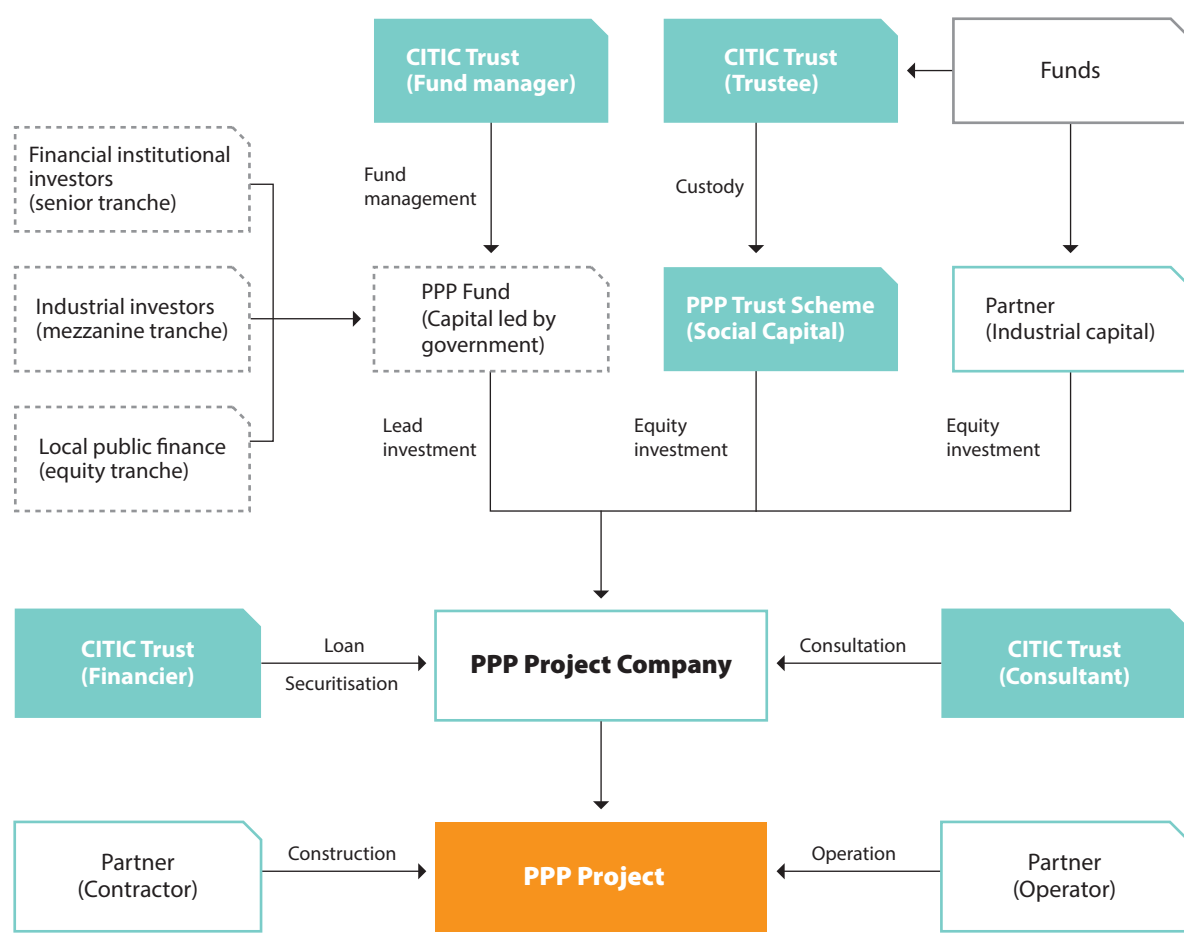 CITIC Trust
(Fund manager)
CITIC Trust
(Trustee)
Funds
Financial institutional
investors
(senior tranche)
Fund
management
Custody
Industrial investors
(mezzanine tranche)
PPP Fund
(Capital led by
government)
PPP Trust Scheme
(Social Capital)
Partner
(Industrial capital)
Local public finance
(equity tranche)
Lead
investment
Equity
investment
Equity
investment
CITIC Trust
(Financier)
Loan
Securitisation
PPP Project Company
Consultation
CITIC Trust
(Consultant)
Partner
(Contractor)
Construction
PPP Project
Operation
Partner
(Operator)